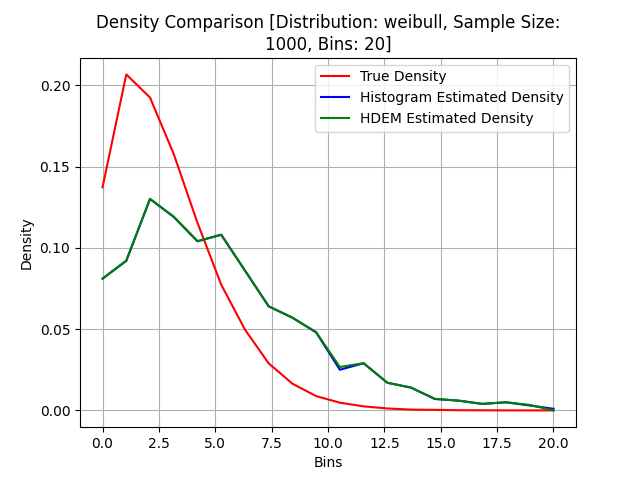 Density Comparison [Distribution: weibull, Sample Size:
1000, Bins: 20]
True Density
Histogram Estimated Density
HDEM Estimated Density
Density
0.20
0.15
0.10
0.05
0.00
0.0 2.5 5.0 7.5 10.0 12.5 15.0 17.5 20.0
Bins